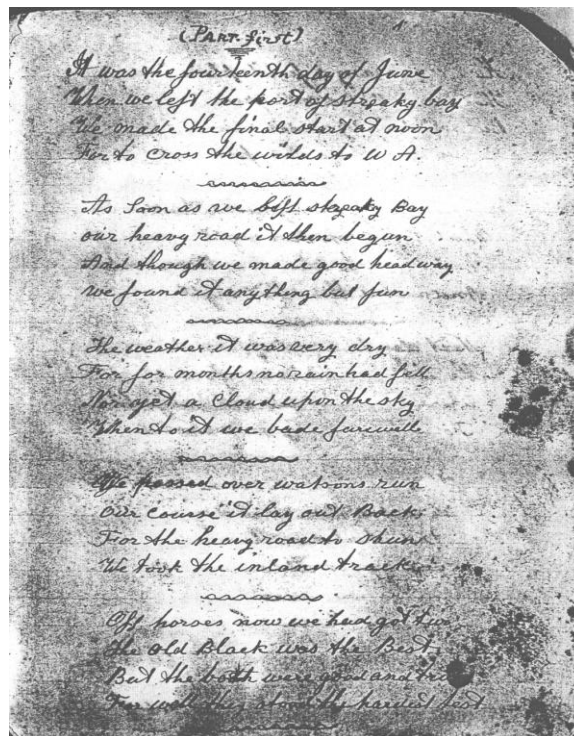 (Part first)
It was the fourteenth day of June
When we left the port of streaky bay
We made the final start at noon
For to Cross the wilds to W A.
As Soon as we left streaky Bay
our heavy road it then begun
And though we made good headway
we found it anything but fun
The weather it was very dry
For for months no rain had fell
Nor yet a Cloud upon the sky
When to it we bade farewell
We passed over watsons run
Our course it lay out Back
For the heavy road to shun
We took the inland track
Off horses now we had got two
The old Black was the Best
But the both were good and true
For well they stood the hardest test